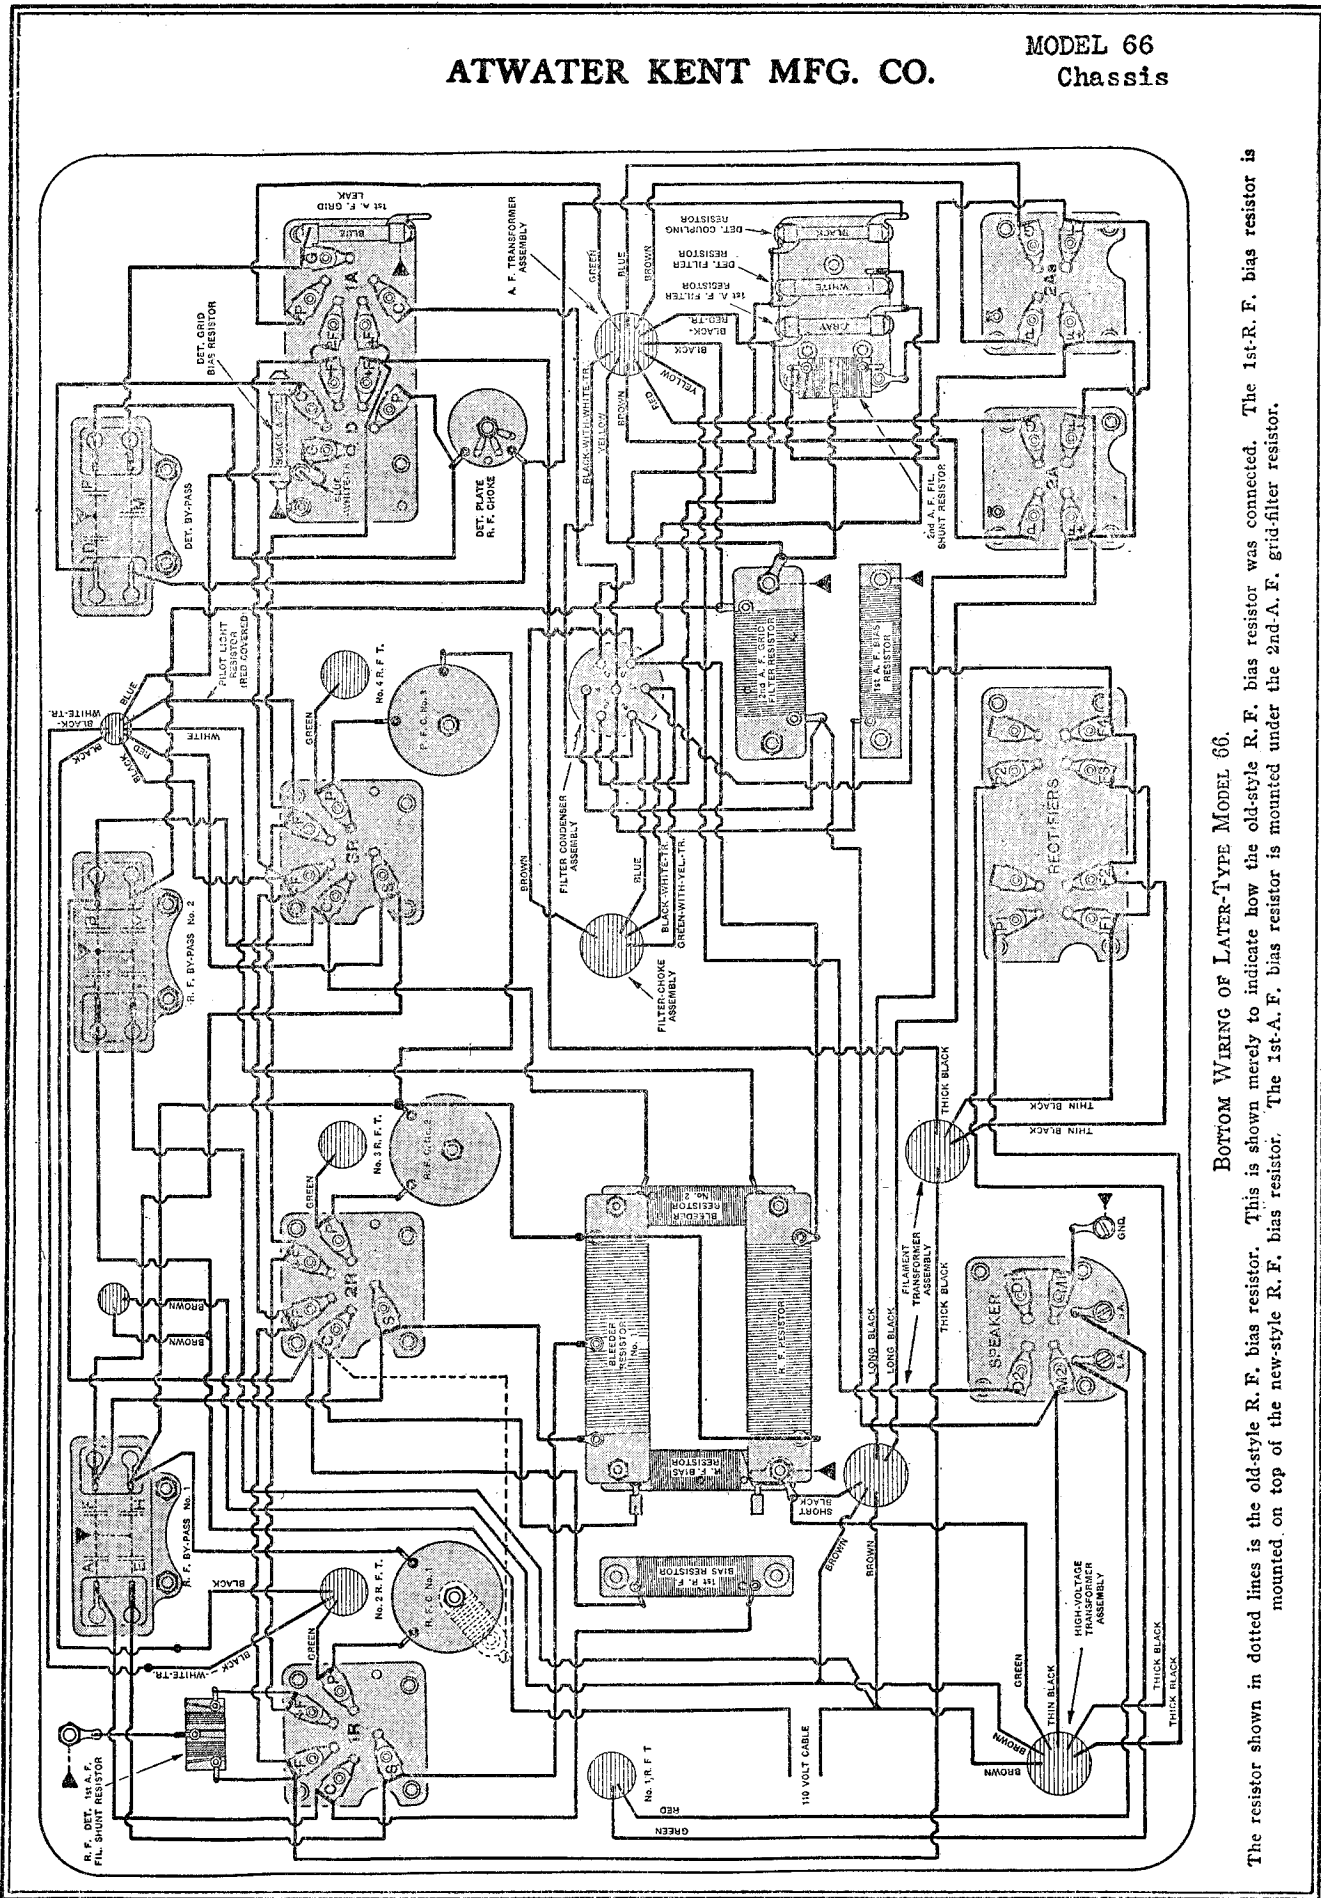 ATWATER KENT MFG. CO.
MODEL 66
Chassis
1st A. F. GRID
LEAK
BLUE
G
P
1A
C
F
F
DET. GRID
BIAS RESISTOR
A. F. TRANSFORMER
ASSEMBLY
GREEN
BLUE
BROWN
DET. COUPLING
RESISTOR
DET. FILTER
RESISTOR
1st A. F. FILTER
RESISTOR
BLACK
WHITE
GRAY
BLACK-
RED-TR.
BLACK
YELLOW
RED
BLACK-WITH-WHITE-TR.
YELLOW
BROWN
2Aa
2A
2nd A. F. FIL.
SHUNT RESISTOR
DET. BY-PASS
DET. PLATE
R. F. CHOKE
PILOT LIGHT
RESISTOR
(RED COVERED)
BLUE
BLACK-
WHITE-TR.
BLACK
RED
BLACK
WHITE
GREEN
No. 4 R. F. T.
R. F. C. No. 3
2nd A. F. GRID
FILTER RESISTOR
1st A. F. BIAS
RESISTOR
R. F. BY-PASS No. 2
3R
BROWN
FILTER CONDENSER
ASSEMBLY
BLUE
BLACK-WHITE-TR.
GREEN-WITH-YEL.-TR.
FILTER-CHOKE
ASSEMBLY
RECTIFIERS
F2
F4
F3
F2
P1
F1
THICK BLACK
THIN BLACK
THIN BLACK
No. 3 R. F. T.
R. F. C. No. 2
GREEN
2R
BROWN
BROWN
BLEEDER
RESISTOR
No. 2
BLEEDER
RESISTOR
No. 1
R. F. RESISTOR
R. F. BIAS
RESISTOR
FILAMENT
TRANSFORMER
ASSEMBLY
THICK BLACK
LONG BLACK
LONG BLACK
SPEAKER
GND.
S.A.
L.A.
R. F. BY-PASS No. 1
BLACK
No. 2 R. F. T.
R. F. C. No. 1
GREEN
BLACK
WHITE-TR.
1R
SHORT
BLACK
BROWN
BROWN
1st R. F.
BIAS RESISTOR
HIGH-VOLTAGE
TRANSFORMER
ASSEMBLY
GREEN
THIN BLACK
BROWN
BROWN
THICK BLACK
THICK BLACK
R. F. DET. 1st A. F.
FIL. SHUNT RESISTOR
No. 1 R. F. T
RED
GREEN
110 VOLT CABLE
BOTTOM WIRING OF LATER-TYPE MODEL 66.
The resistor shown in dotted lines is the old-style R. F. bias resistor. This is shown merely to indicate how the old-style R. F. bias resistor was connected. The 1st-R. F. bias resistor is
mounted on top of the new-style R. F. bias resistor. The 1st-A. F. bias resistor is mounted under the 2nd-A. F. grid-filter resistor.